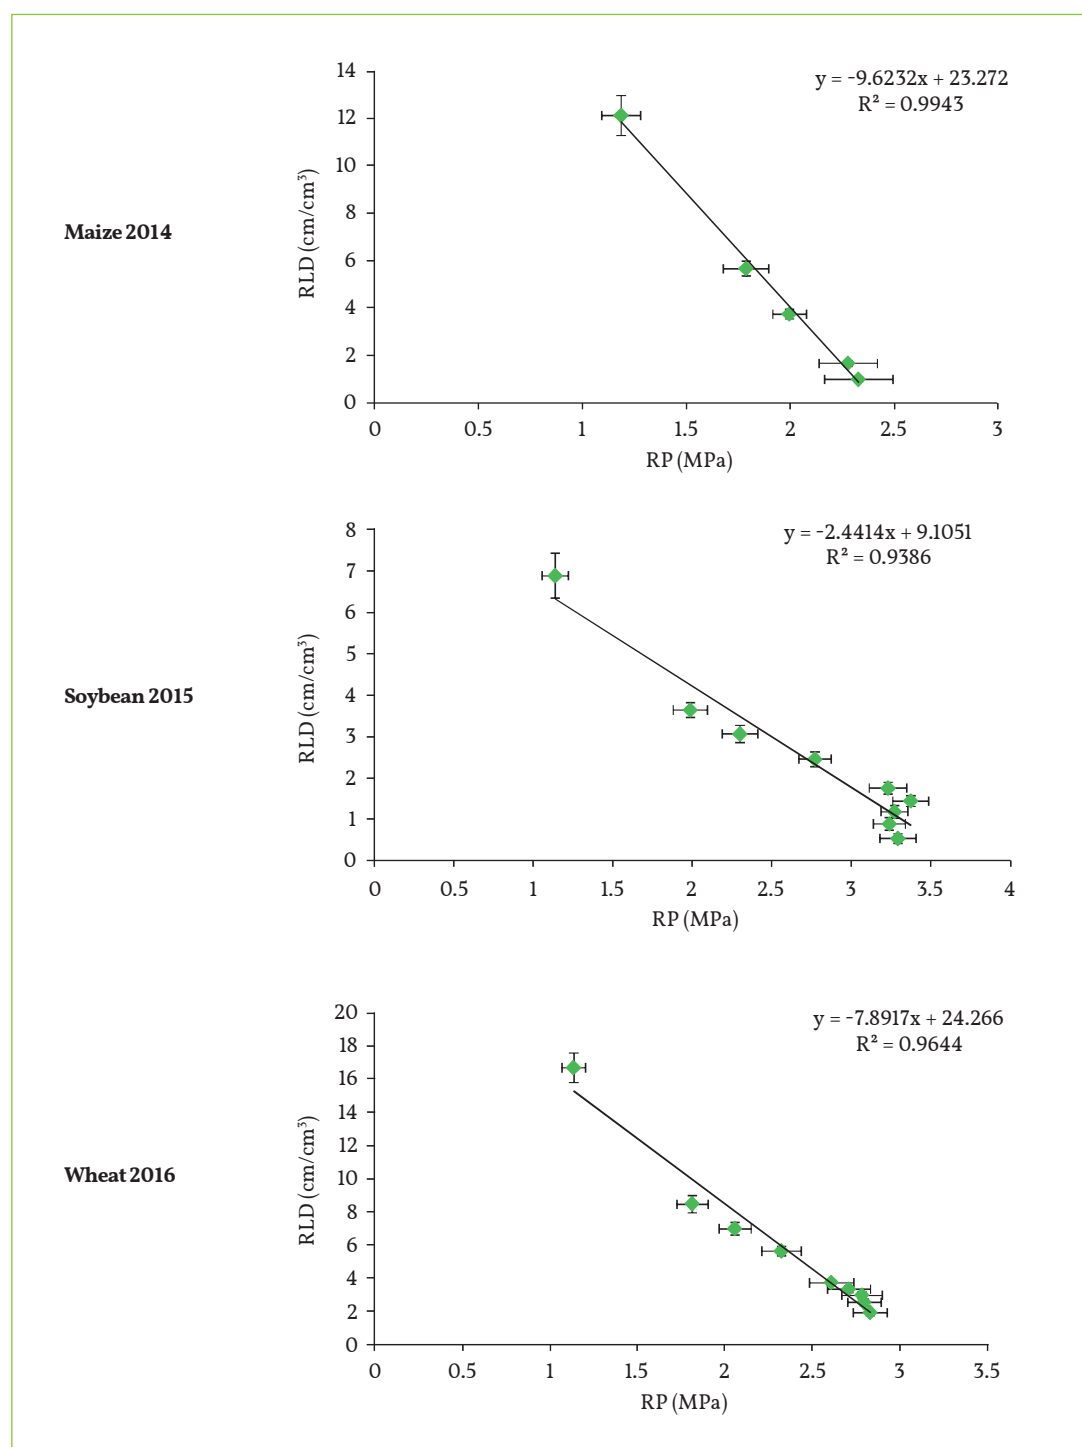 Maize 2014
y = -9.6232x + 23.272
R² = 0.9943
RLD (cm/cm³)
14
12
10
8
6
4
2
0
0 0.5 1 1.5 2 2.5 3
RP (MPa)
Soybean 2015
y = -2.4414x + 9.1051
R² = 0.9386
RLD (cm/cm³)
8
7
6
5
4
3
2
1
0
0 0.5 1 1.5 2 2.5 3 3.5 4
RP (MPa)
Wheat 2016
y = -7.8917x + 24.266
R² = 0.9644
RLD (cm/cm³)
20
18
16
14
12
10
8
6
4
2
0
0 0.5 1 1.5 2 2.5 3 3.5
RP (MPa)